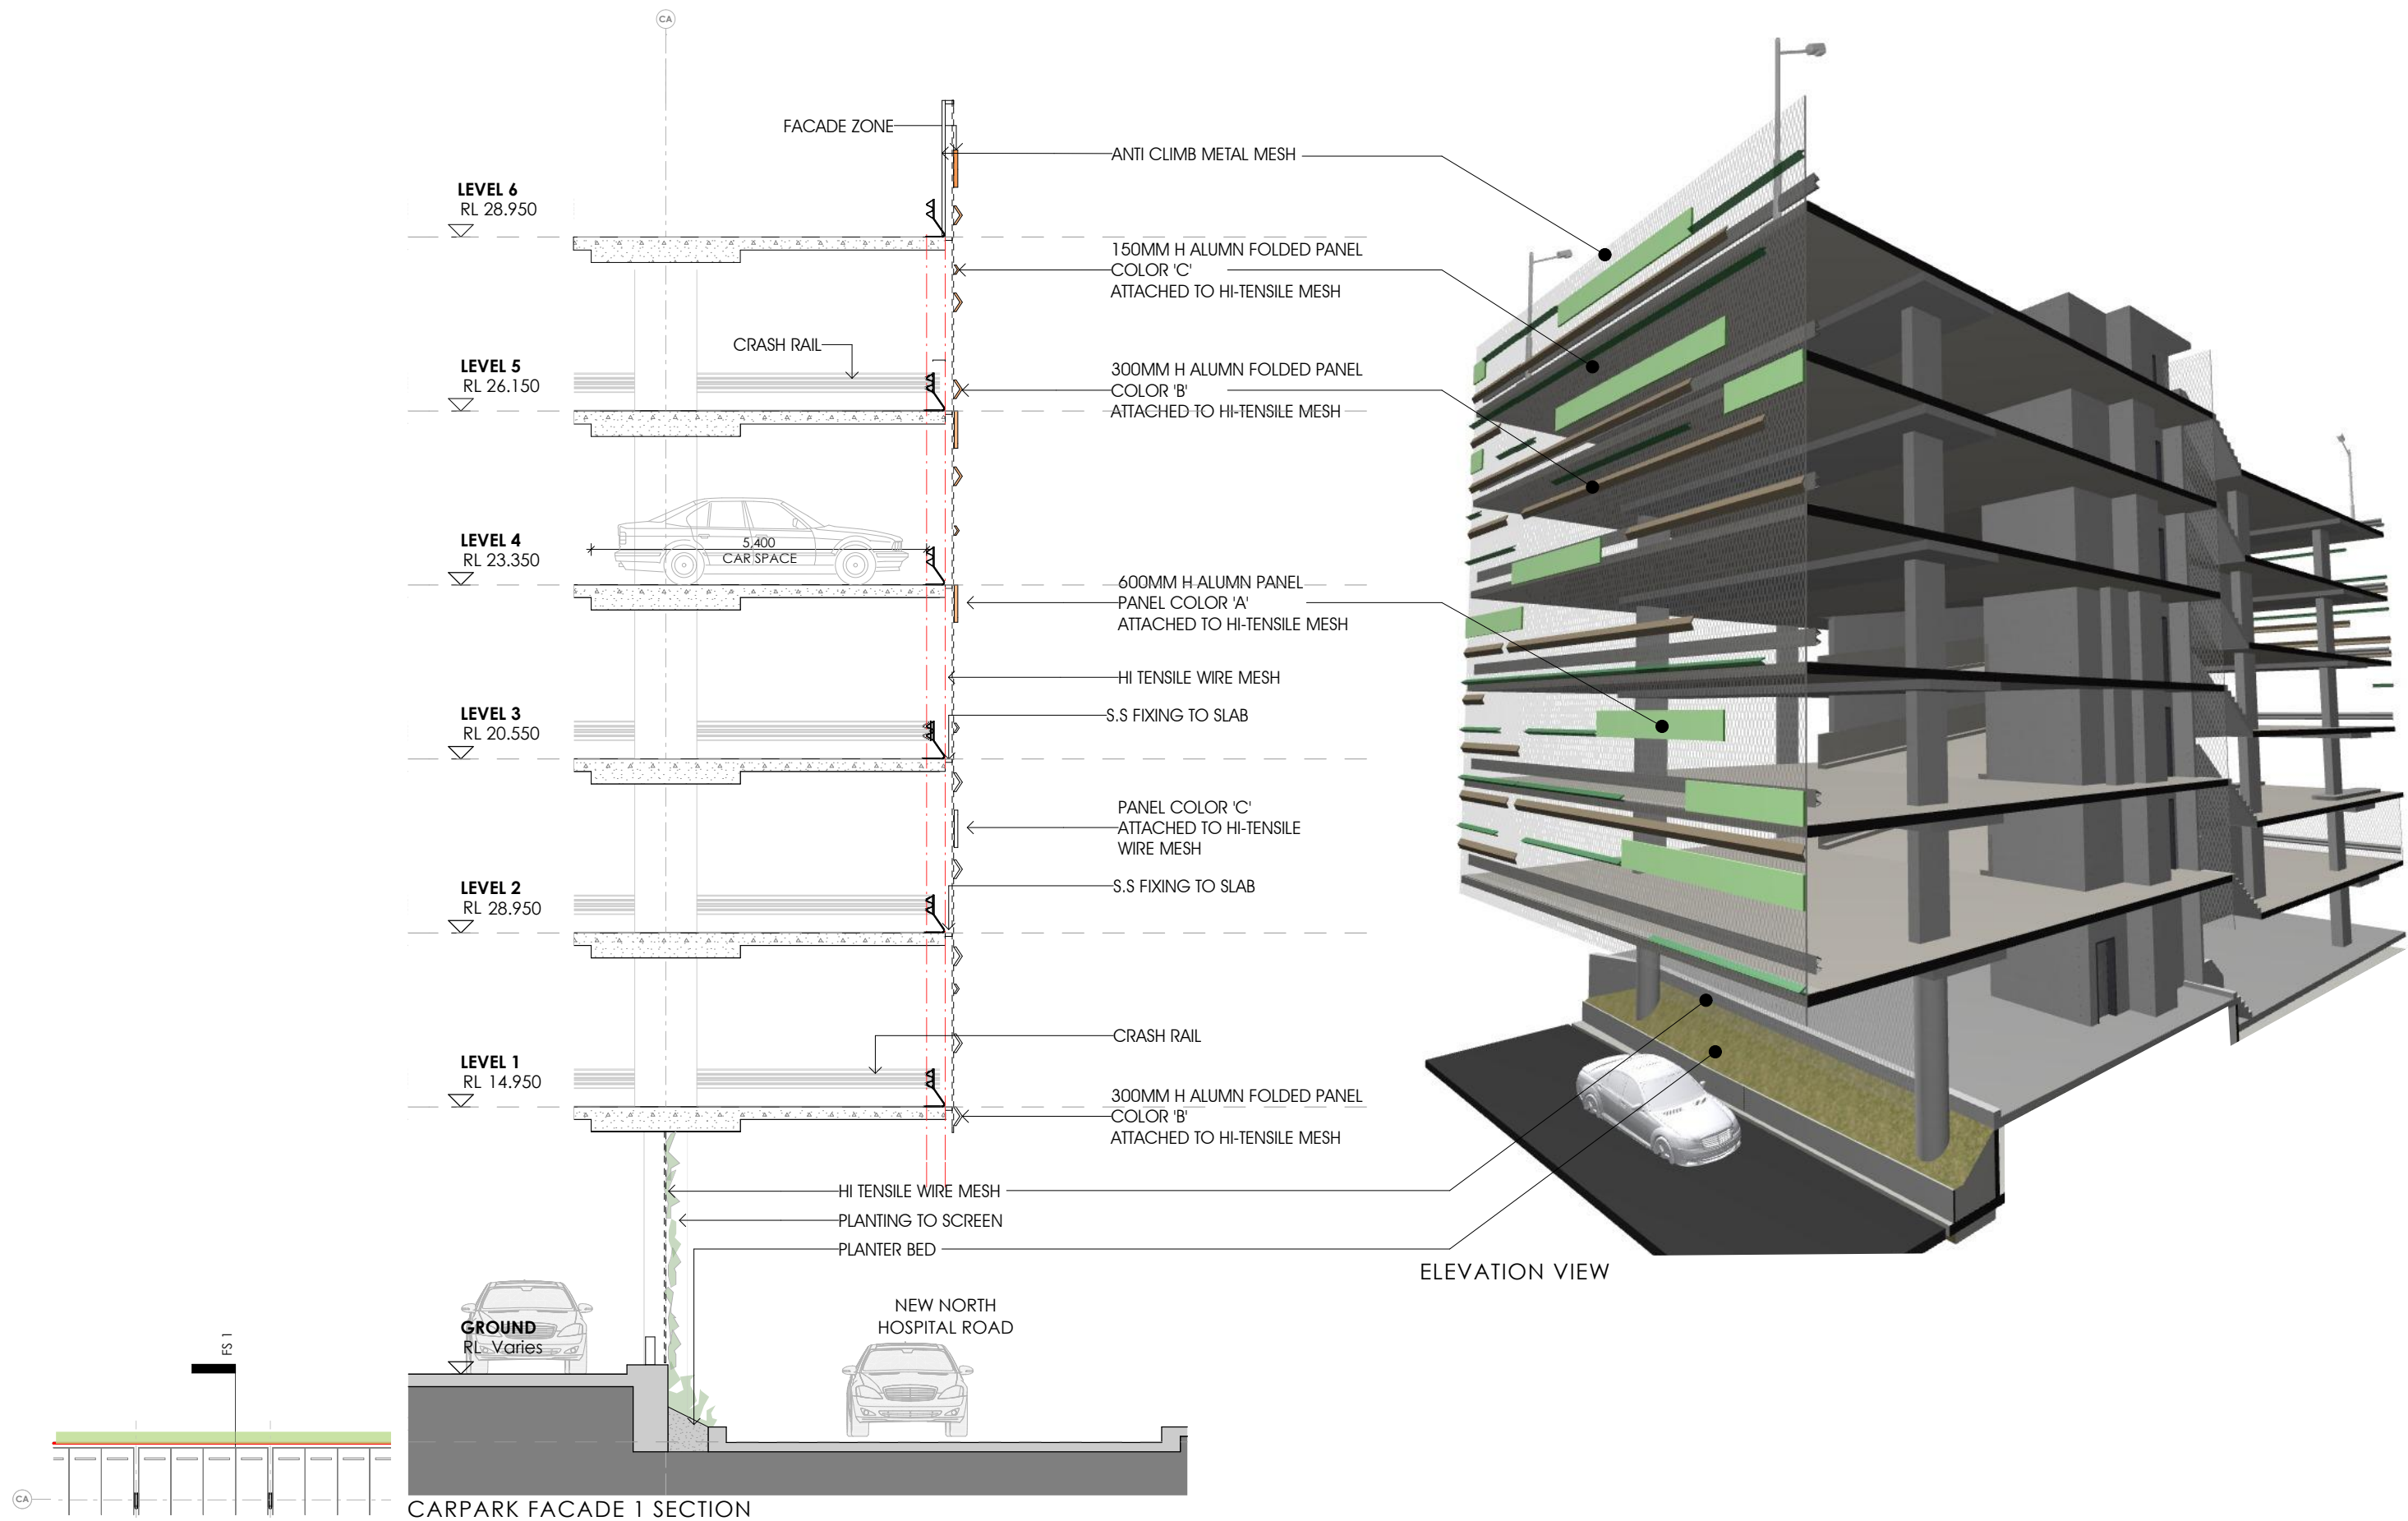 CA
FACADE ZONE
ANTI CLIMB METAL MESH
LEVEL 6
RL 28.950
150MM H ALUMN FOLDED PANEL
COLOR 'C'
ATTACHED TO HI-TENSILE MESH
CRASH RAIL
LEVEL 5
RL 26.150
300MM H ALUMN FOLDED PANEL
COLOR 'B'
ATTACHED TO HI-TENSILE MESH
LEVEL 4
RL 23.350
5,400
CAR SPACE
600MM H ALUMN PANEL
PANEL COLOR 'A'
ATTACHED TO HI-TENSILE MESH
HI TENSILE WIRE MESH
LEVEL 3
RL 20.550
S.S FIXING TO SLAB
PANEL COLOR 'C'
ATTACHED TO HI-TENSILE
WIRE MESH
LEVEL 2
RL 28.950
S.S FIXING TO SLAB
CRASH RAIL
LEVEL 1
RL 14.950
300MM H ALUMN FOLDED PANEL
COLOR 'B'
ATTACHED TO HI-TENSILE MESH
HI TENSILE WIRE MESH
PLANTING TO SCREEN
PLANTER BED
ELEVATION VIEW
NEW NORTH
HOSPITAL ROAD
GROUND
RL Varies
FS 1
CA
CARPARK FACADE 1 SECTION